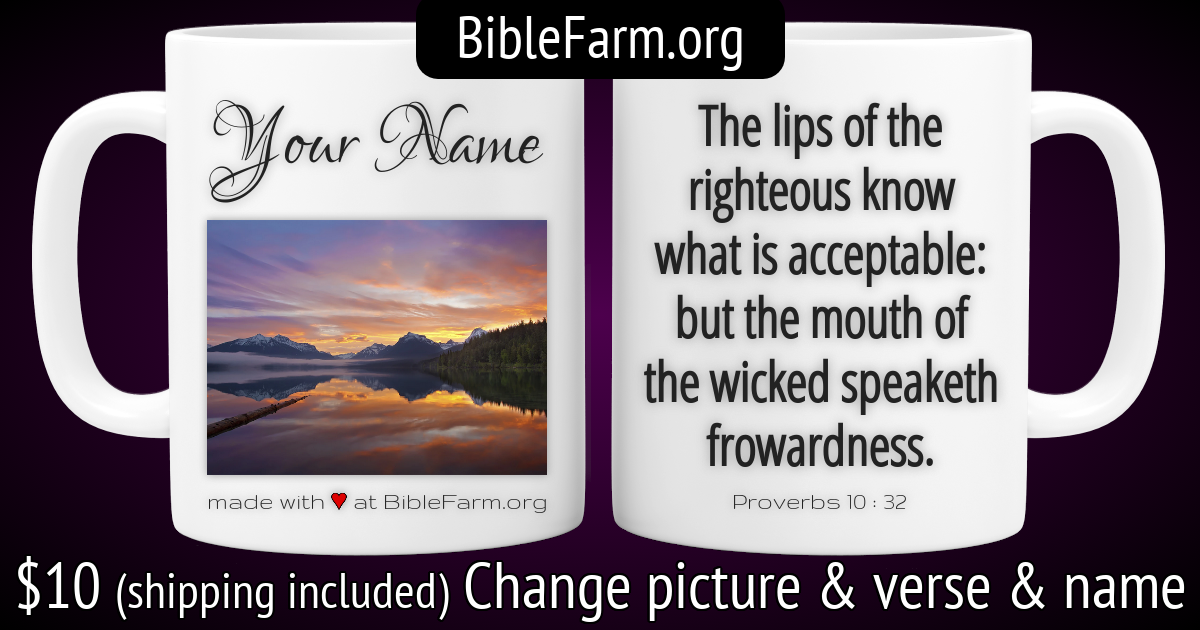 BibleFarm.org
Your Name
made with ♥ at BibleFarm.org
The lips of the
righteous know
what is acceptable:
but the mouth of
the wicked speaketh
frowardness.
Proverbs 10 : 32
$10 (shipping included) Change picture & verse & name